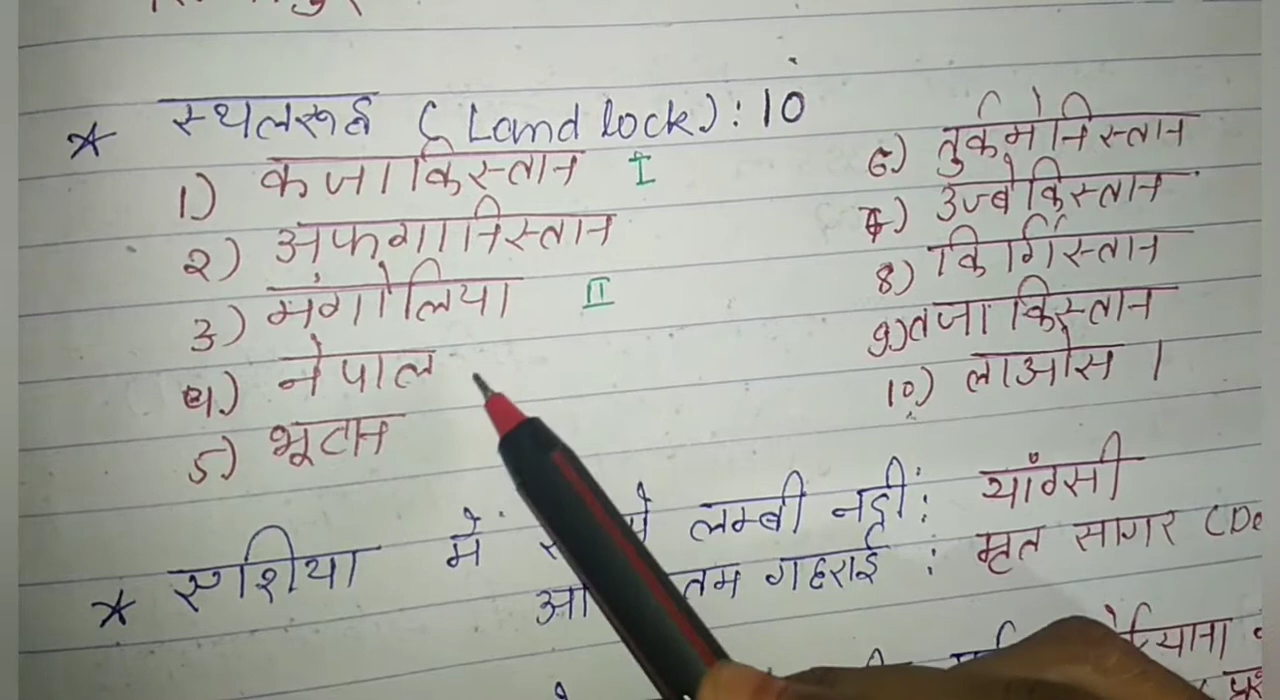 * स्थलरूद्ध (Land lock) : 10
1) कजाकिस्तान I
2) अफगानिस्तान
3) मंगोलिया II
4) नेपाल
5) भूटान
6) तुर्कमेनिस्तान
7) उज्बेकिस्तान
8) किर्गिस्तान
9) तजाकिस्तान
10) लाओस ।
* एशिया में लम्बी नदी : यांग्सी
गहराई : मृत सागर (De